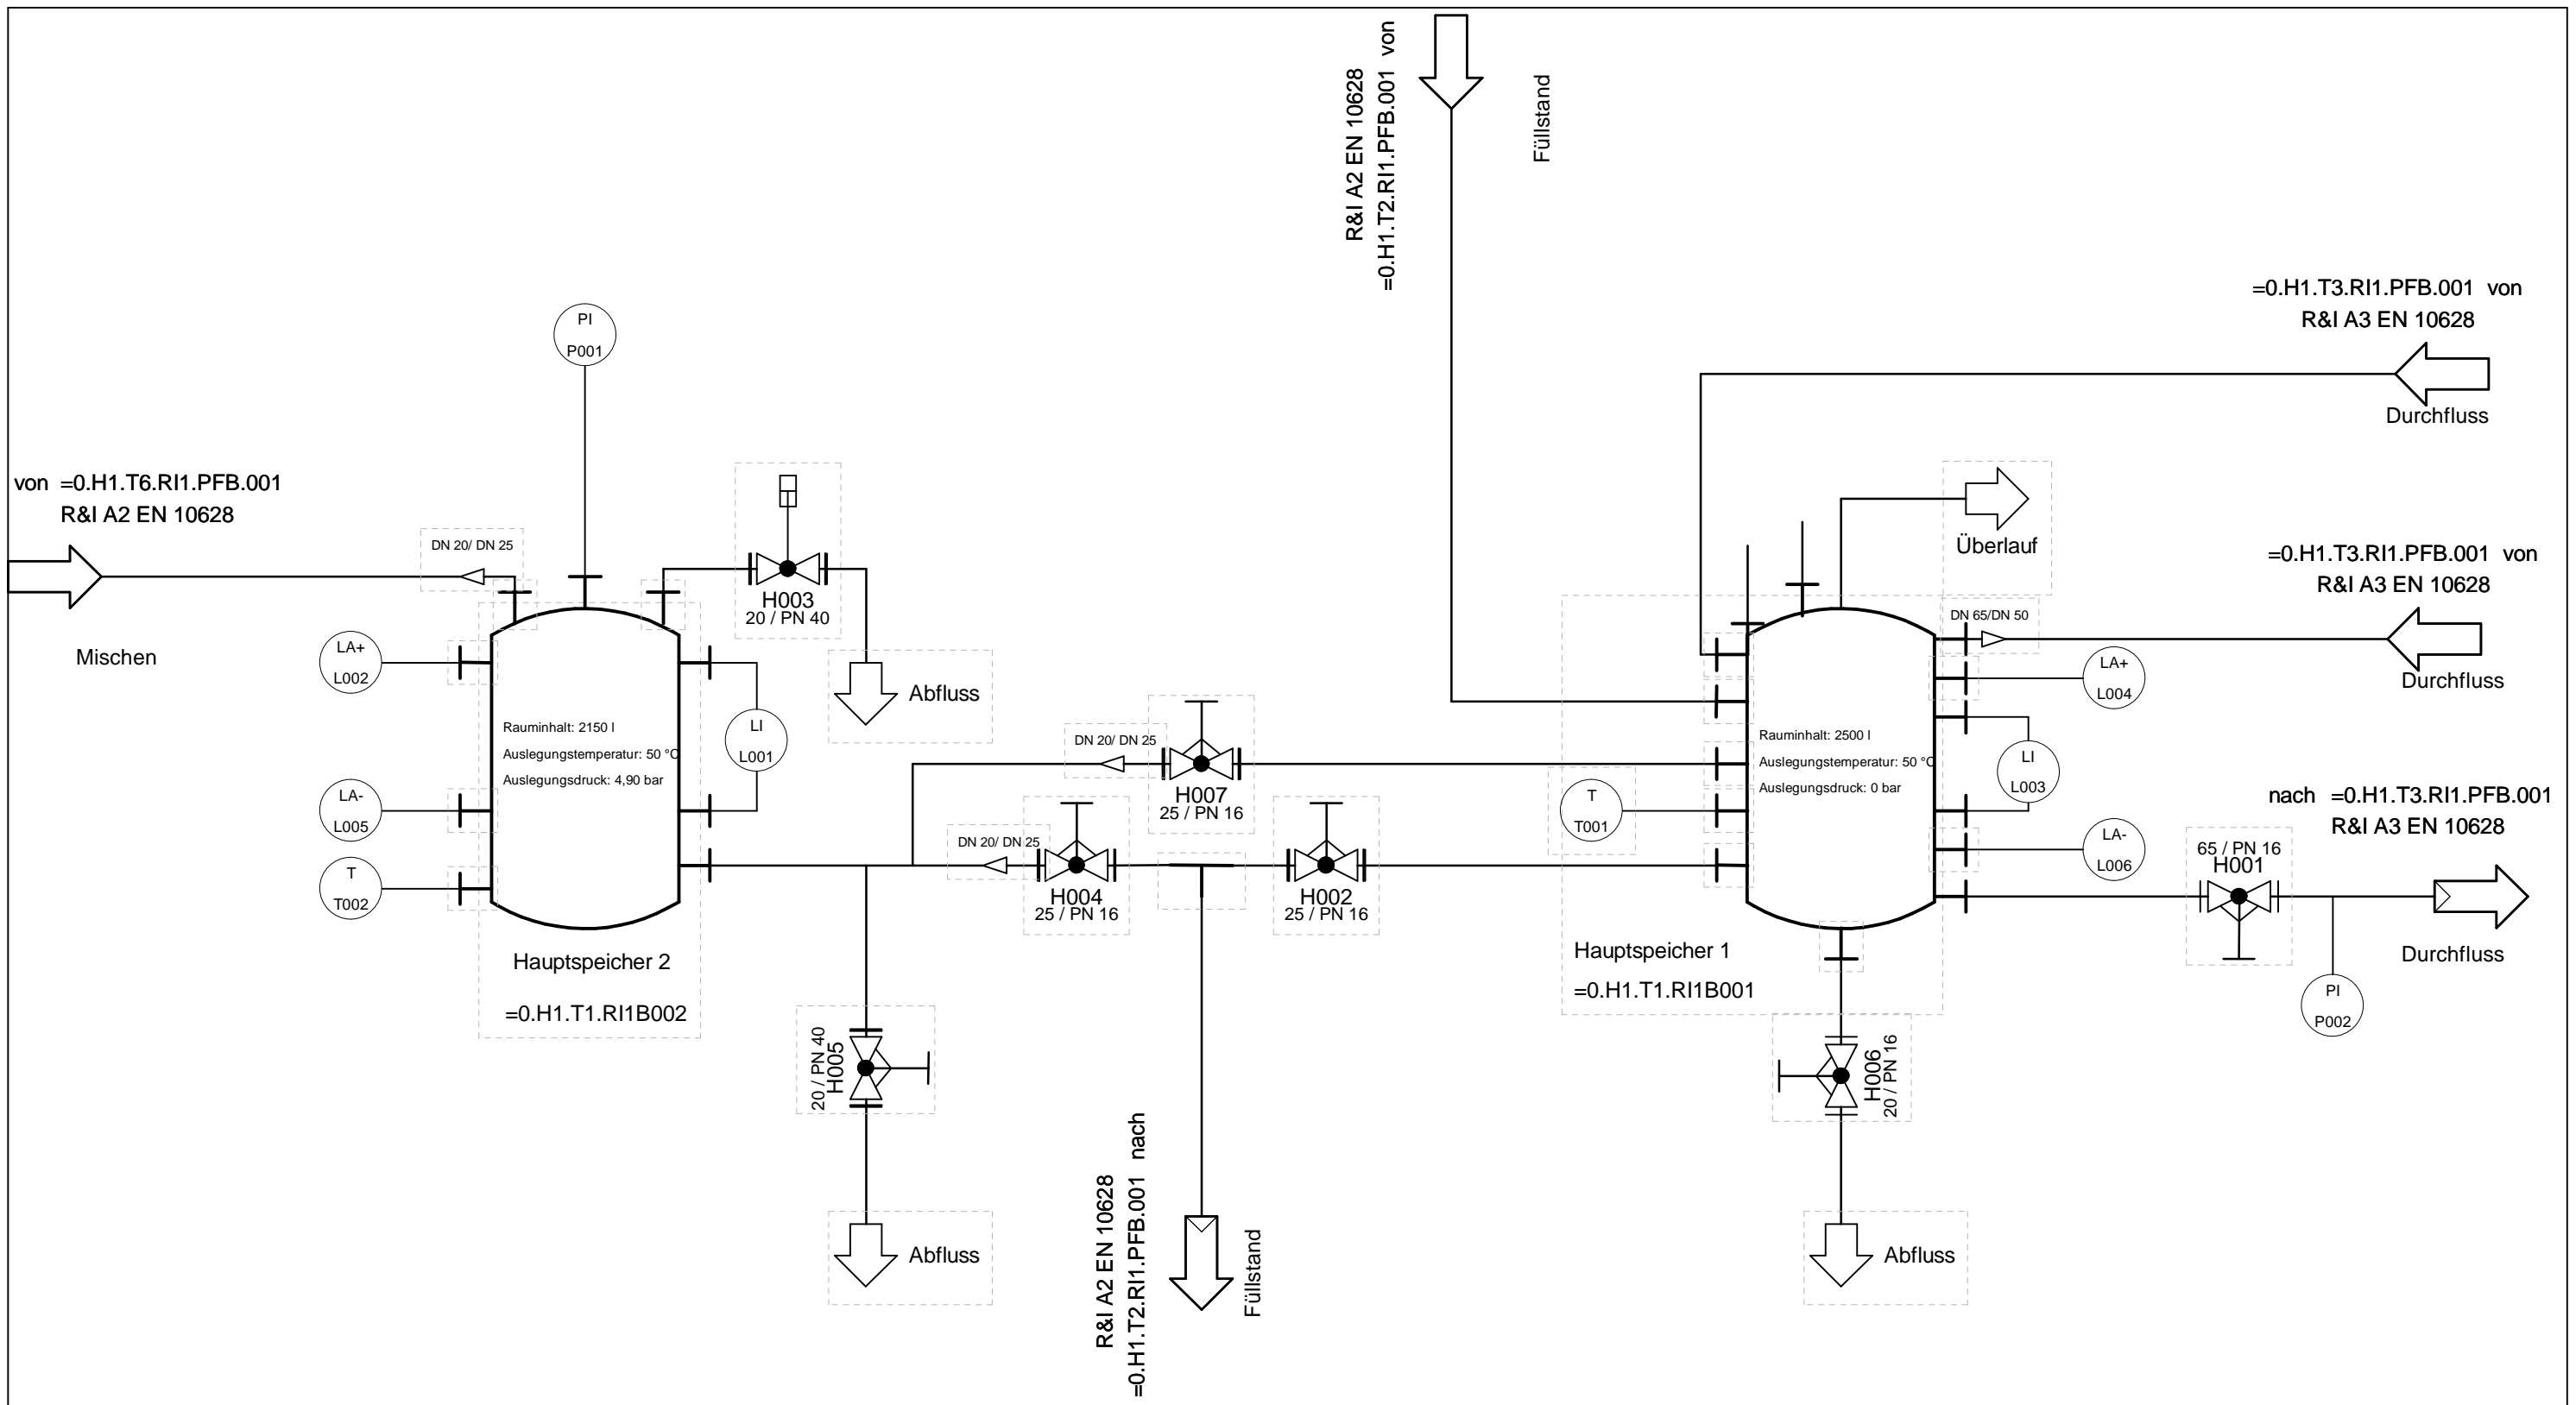 R&I A2 EN 10628
=0.H1.T2.RI1.PFB.001 von
Füllstand
=0.H1.T3.RI1.PFB.001 von
R&I A3 EN 10628
Durchfluss
PI
P001
von =0.H1.T6.RI1.PFB.001
R&I A2 EN 10628
Mischen
DN 20/ DN 25
H003
20 / PN 40
Abfluss
LA+
L002
LI
L001
LA-
L005
T
T002
Rauminhalt: 2150 l
Auslegungstemperatur: 50 °C
Auslegungsdruck: 4,90 bar
Hauptspeicher 2
=0.H1.T1.RI1B002
DN 20/ DN 25
H007
25 / PN 16
DN 20/ DN 25
H004
25 / PN 16
H002
25 / PN 16
20 / PN 40
H005
Abfluss
R&I A2 EN 10628
=0.H1.T2.RI1.PFB.001 nach
Füllstand
Überlauf
=0.H1.T3.RI1.PFB.001 von
R&I A3 EN 10628
Durchfluss
DN 65/DN 50
LA+
L004
LI
L003
LA-
L006
T
T001
Rauminhalt: 2500 l
Auslegungstemperatur: 50 °C
Auslegungsdruck: 0 bar
Hauptspeicher 1
=0.H1.T1.RI1B001
nach =0.H1.T3.RI1.PFB.001
R&I A3 EN 10628
65 / PN 16
H001
Durchfluss
PI
P002
H006
20 / PN 16
Abfluss